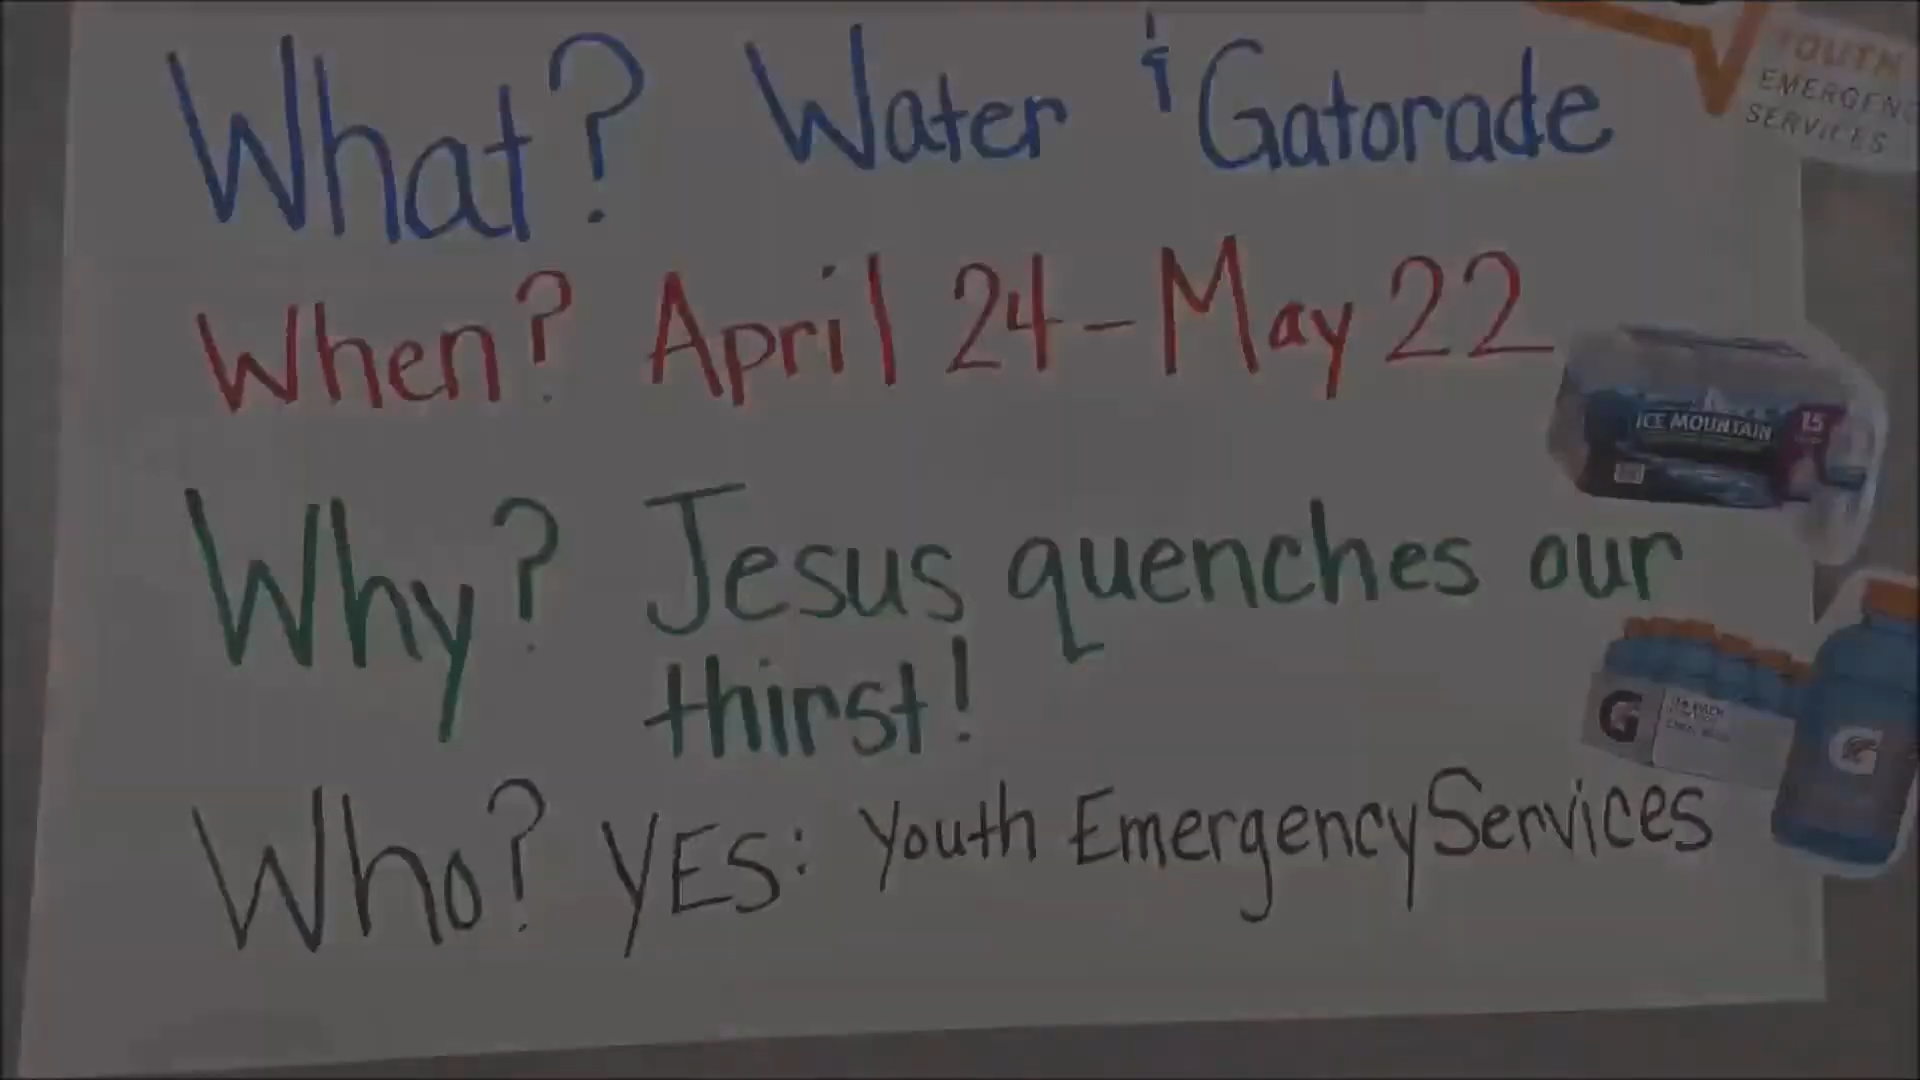 What? Water & Gatorade
YOUTH
EMERGENC
SERVICES
When? April 24 - May 22
ICE MOUNTAIN
15
Why? Jesus quenches our
thirst!
G
Who? YES: Youth Emergency Services